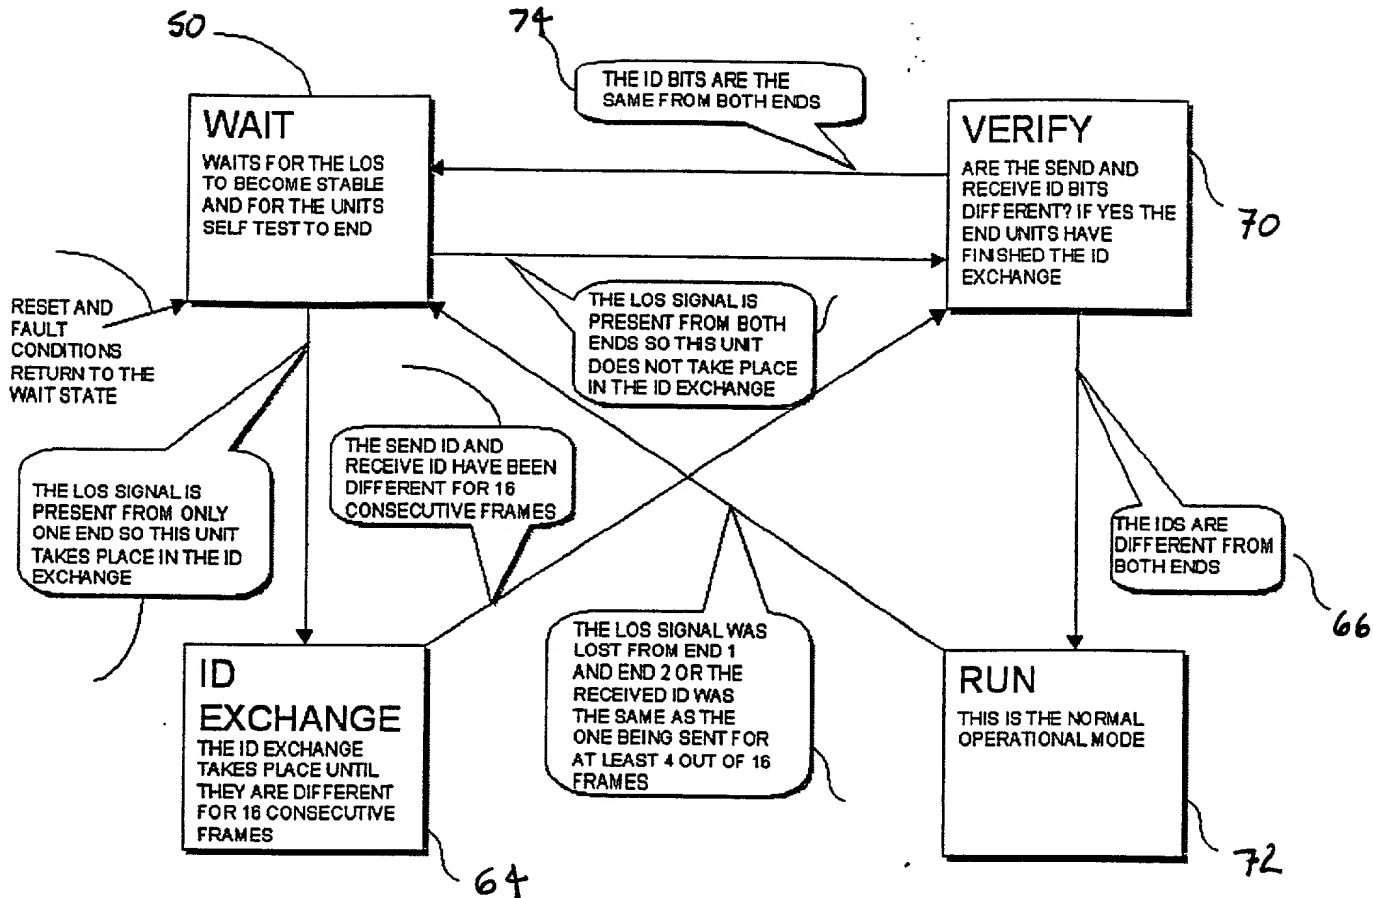 50
74
THE ID BITS ARE THE
SAME FROM BOTH ENDS
WAIT
WAITS FOR THE LOS
TO BECOME STABLE
AND FOR THE UNITS
SELF TEST TO END
VERIFY
ARE THE SEND AND
RECEIVE ID BITS
DIFFERENT? IF YES THE
END UNITS HAVE
FINISHED THE ID
EXCHANGE
70
RESET AND
FAULT
CONDITIONS
RETURN TO THE
WAIT STATE
THE LOS SIGNAL IS
PRESENT FROM BOTH
ENDS SO THIS UNIT
DOES NOT TAKE PLACE
IN THE ID EXCHANGE
THE SEND ID AND
RECEIVE ID HAVE BEEN
DIFFERENT FOR 16
CONSECUTIVE FRAMES
THE LOS SIGNAL IS
PRESENT FROM ONLY
ONE END SO THIS UNIT
TAKES PLACE IN THE ID
EXCHANGE
THE IDS ARE
DIFFERENT FROM
BOTH ENDS
66
THE LOS SIGNAL WAS
LOST FROM END 1
AND END 2 OR THE
RECEIVED ID WAS
THE SAME AS THE
ONE BEING SENT FOR
AT LEAST 4 OUT OF 16
FRAMES
ID
EXCHANGE
THE ID EXCHANGE
TAKES PLACE UNTIL
THEY ARE DIFFERENT
FOR 16 CONSECUTIVE
FRAMES
64
RUN
THIS IS THE NORMAL
OPERATIONAL MODE
72